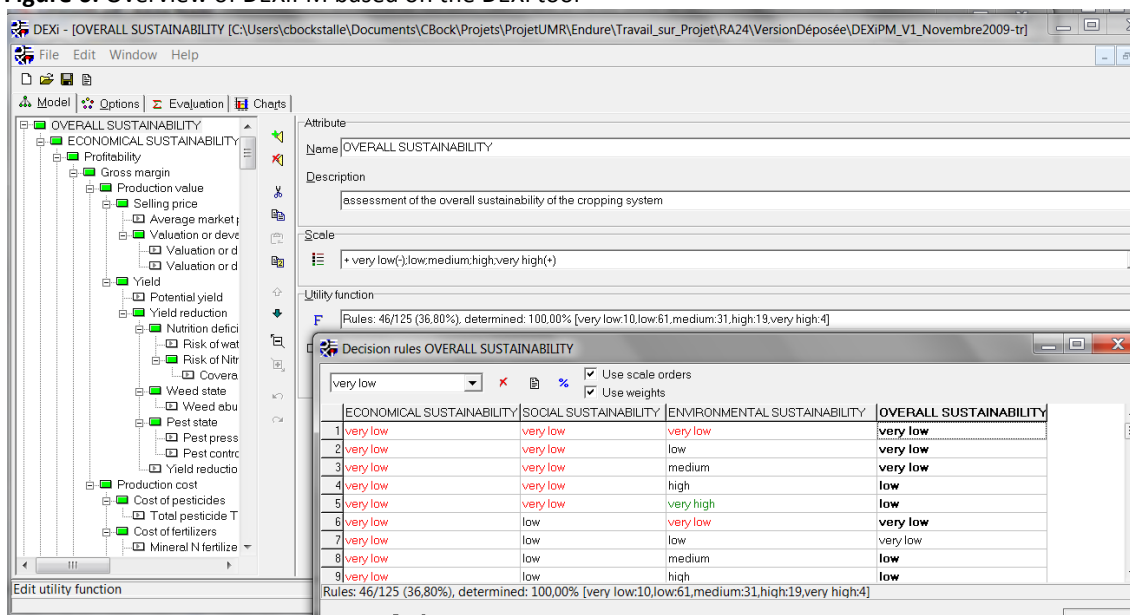 Figure 6. Overview of DEXiPM based on the DEXi tool
DEXi - [OVERALL SUSTAINABILITY [C:\Users\cbockstalle\Documents\CBock\Projets\ProjetUMR\Endure\Travail_sur_Projet\RA24\VersionDéposée\DEXiPM_V1_Novembre2009-tr]
File Edit Window Help
Model Options Evaluation Charts
OVERALL SUSTAINABILITY
ECONOMICAL SUSTAINABILITY
Profitability
Gross margin
Production value
Selling price
Average market
Valuation or deve
Valuation or d
Valuation or d
Yield
Potential yield
Yield reduction
Nutrition defici
Risk of wat
Risk of Nitr
Covera
Weed state
Weed abu
Pest state
Pest press
Pest contro
Yield reductio
Production cost
Cost of pesticides
Total pesticide T
Cost of fertilizers
Mineral N fertilize
Attribute
Name OVERALL SUSTAINABILITY
Description
assessment of the overall sustainability of the cropping system
Scale
+ very low(-);low;medium;high;very high(+)
Utility function
F Rules: 46/125 (36,80%), determined: 100,00% [very low:10,low:61,medium:31,high:19,very high:4]
Decision rules OVERALL SUSTAINABILITY
very low % Use scale orders
Use weights
ECONOMICAL SUSTAINABILITY SOCIAL SUSTAINABILITY ENVIRONMENTAL SUSTAINABILITY OVERALL SUSTAINABILITY
1 very low very low very low very low
2 very low very low low very low
3 very low very low medium very low
4 very low very low high low
5 very low very low very high low
6 very low low very low very low
7 very low low low very low
8 very low low medium low
9 very low low high low
Rules: 46/125 (36,80%), determined: 100,00% [very low:10,low:61,medium:31,high:19,very high:4]
Edit utility function